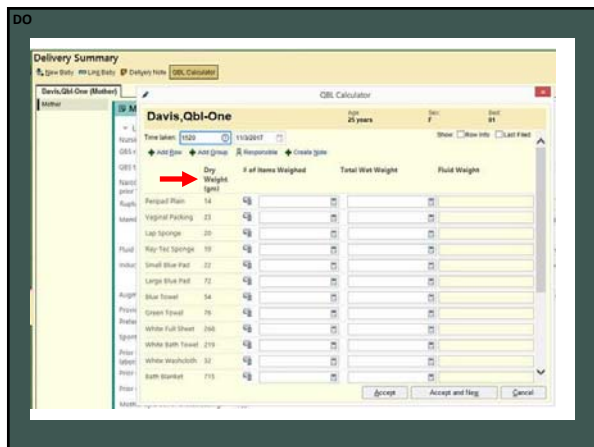 DO
Delivery Summary
New Baby Link Baby Delivery Note QBL Calculator
Davis,Qbl-One (Mother)
Mother
QBL Calculator
Davis,Qbl-One
Age: 25 years
Sex: F
Bed: 01
Time taken: 1520 11/3/2017
Show: Row Info Last Filed
Add Row Add Group Responsible Create Note
Dry Weight (gm) # of Items Weighed Total Wet Weight Fluid Weight
Peripad Plain 14
Vaginal Packing 23
Lap Sponge 20
Ray-Tec Sponge 10
Small Blue Pad 22
Large Blue Pad 72
Blue Towel 54
Green Towel 76
White Full Sheet
White Bath Towel 219
White Washcloth 32
Bath Blanket 715
Accept Accept and New Cancel